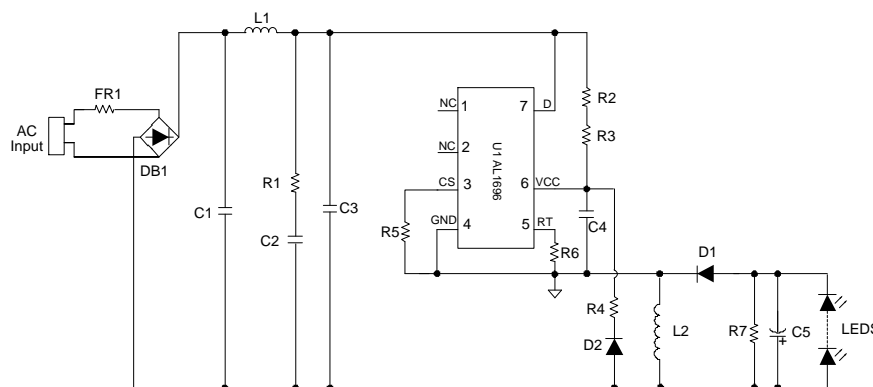 L1
FR1
AC
Input
DB1
C1
R1
C2
C3
NC 1
NC 2
CS 3
GND 4
U1 AL1696
7 D
6 VCC
5 RT
R5
R6
R2
R3
C4
R4
D2
L2
D1
R7
C5
+
LEDS